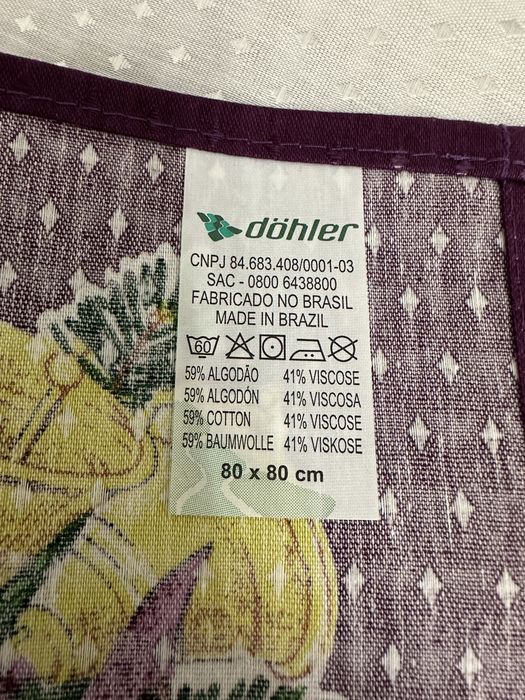 döhler
CNPJ 84.683.408/0001-03
SAC - 0800 6438800
FABRICADO NO BRASIL
MADE IN BRAZIL
60
59% ALGODÃO 41% VISCOSE
59% ALGODÓN 41% VISCOSA
59% COTTON 41% VISCOSE
59% BAUMWOLLE 41% VISKOSE
80 x 80 cm